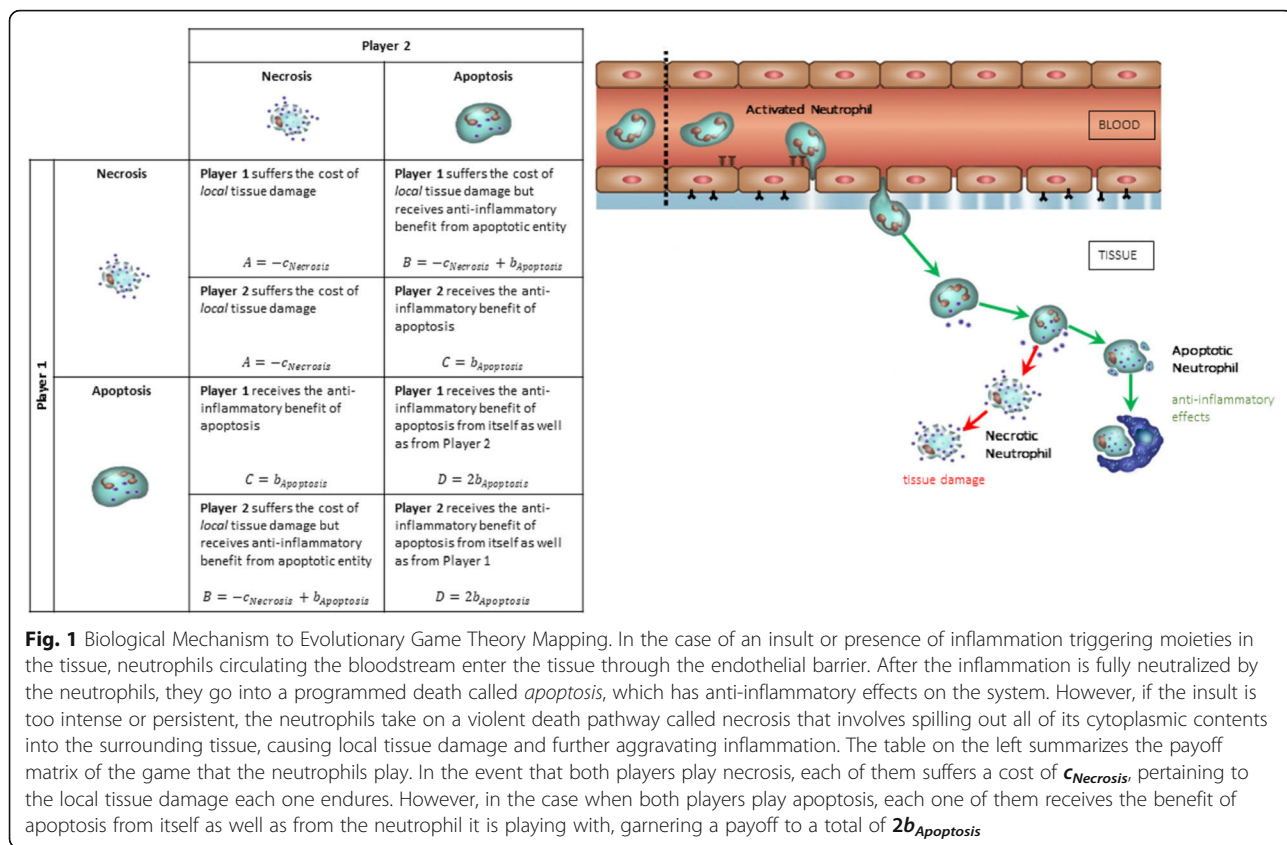 Player 2
Necrosis
Apoptosis
Player 1
Necrosis
Player 1 suffers the cost of
local tissue damage
A = −c_Necrosis
Player 1 suffers the cost of
local tissue damage but
receives anti-inflammatory
benefit from apoptotic entity
B = −c_Necrosis + b_Apoptosis
Player 2 suffers the cost of
local tissue damage
A = −c_Necrosis
Player 2 receives the anti-
inflammatory benefit of
apoptosis
C = b_Apoptosis
Apoptosis
Player 1 receives the anti-
inflammatory benefit of
apoptosis
C = b_Apoptosis
Player 1 receives the anti-
inflammatory benefit of
apoptosis from itself as well
as from Player 2
D = 2b_Apoptosis
Player 2 suffers the cost of
local tissue damage but
receives anti-inflammatory
benefit from apoptotic entity
B = −c_Necrosis + b_Apoptosis
Player 2 receives the anti-
inflammatory benefit of
apoptosis from itself as well
as from Player 1
D = 2b_Apoptosis
Activated Neutrophil
BLOOD
TISSUE
Apoptotic
Neutrophil
anti-inflammatory
effects
Necrotic
Neutrophil
tissue damage
Fig. 1 Biological Mechanism to Evolutionary Game Theory Mapping. In the case of an insult or presence of inflammation triggering moieties in
the tissue, neutrophils circulating the bloodstream enter the tissue through the endothelial barrier. After the inflammation is fully neutralized by
the neutrophils, they go into a programmed death called apoptosis, which has anti-inflammatory effects on the system. However, if the insult is
too intense or persistent, the neutrophils take on a violent death pathway called necrosis that involves spilling out all of its cytoplasmic contents
into the surrounding tissue, causing local tissue damage and further aggravating inflammation. The table on the left summarizes the payoff
matrix of the game that the neutrophils play. In the event that both players play necrosis, each of them suffers a cost of c_Necrosis, pertaining to
the local tissue damage each one endures. However, in the case when both players play apoptosis, each one of them receives the benefit of
apoptosis from itself as well as from the neutrophil it is playing with, garnering a payoff to a total of 2b_Apoptosis